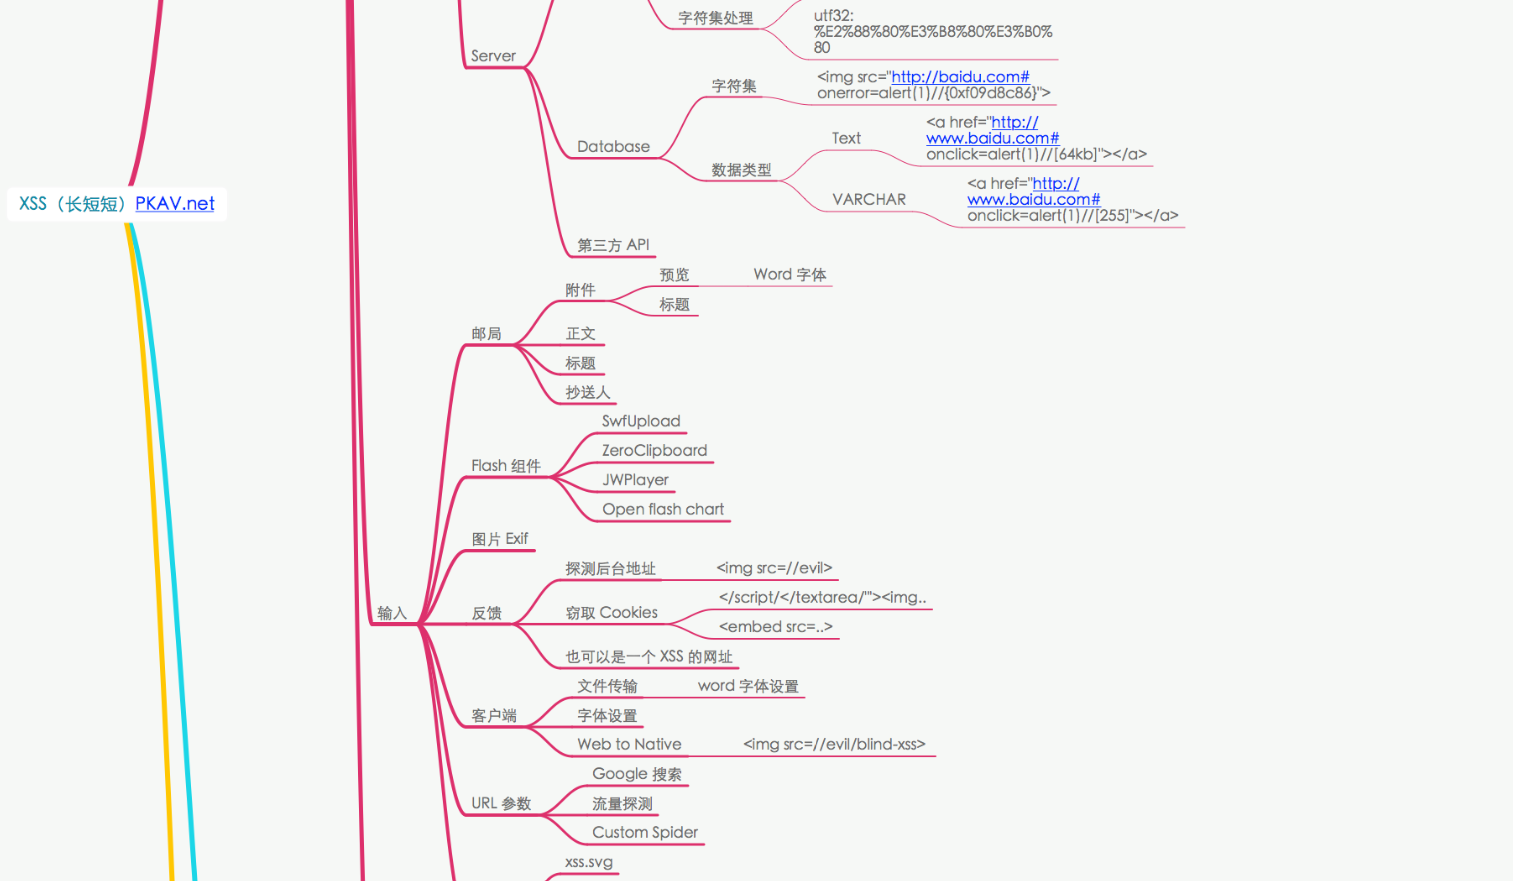 字符集处理
utf32:
%E2%88%80%E3%B8%80%E3%B0%
80
Server
字符集
<img src="http://baidu.com#
onerror=alert(1)//{0xf09d8c86}">
Database
数据类型
Text
<a href="http://
www.baidu.com#
onclick=alert(1)//[64kb]"></a>
VARCHAR
<a href="http://
www.baidu.com#
onclick=alert(1)//[255]"></a>
第三方 API
XSS（长短短）PKAV.net
输入
邮局
附件
预览
Word 字体
标题
正文
标题
抄送人
Flash 组件
SwfUpload
ZeroClipboard
JWPlayer
Open flash chart
图片 Exif
反馈
探测后台地址
<img src=//evil>
窃取 Cookies
</script/</textarea/'"><img..
<embed src=..>
也可以是一个 XSS 的网址
客户端
文件传输
word 字体设置
字体设置
Web to Native
<img src=//evil/blind-xss>
URL 参数
Google 搜索
流量探测
Custom Spider
xss.svg